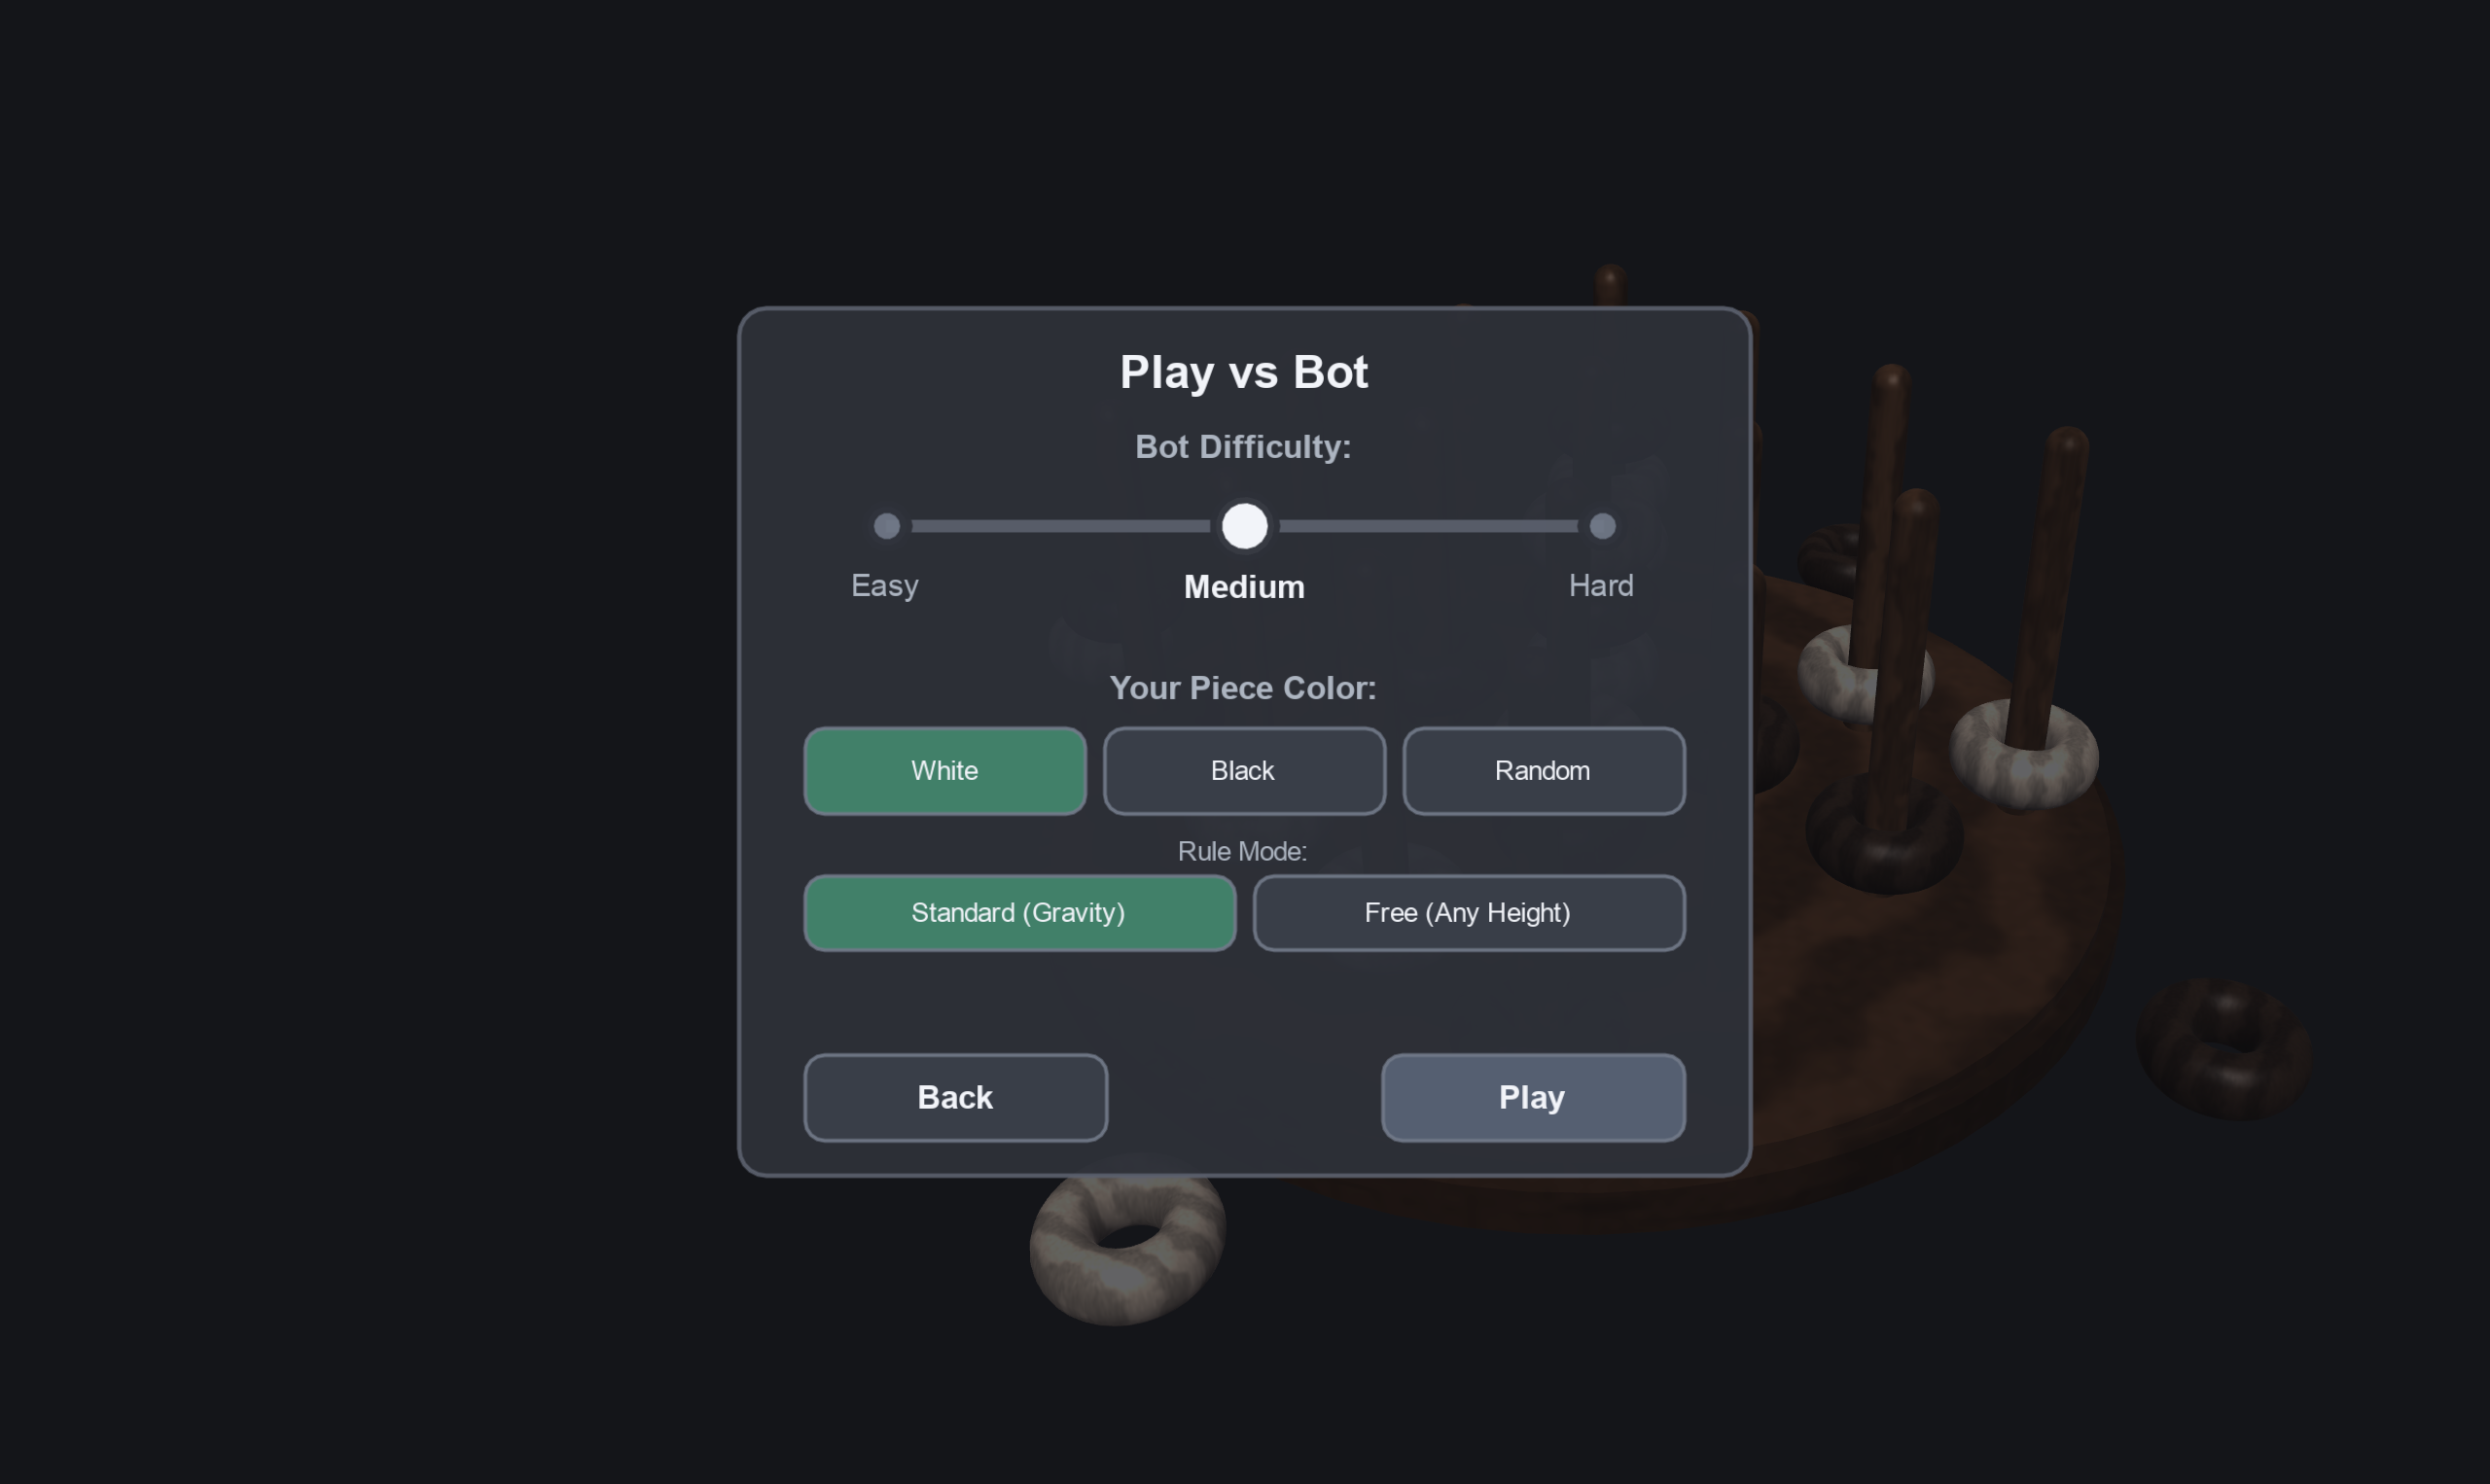 Play vs Bot
Bot Difficulty:
Easy Medium Hard
Your Piece Color:
White Black Random
Rule Mode:
Standard (Gravity) Free (Any Height)
Back Play